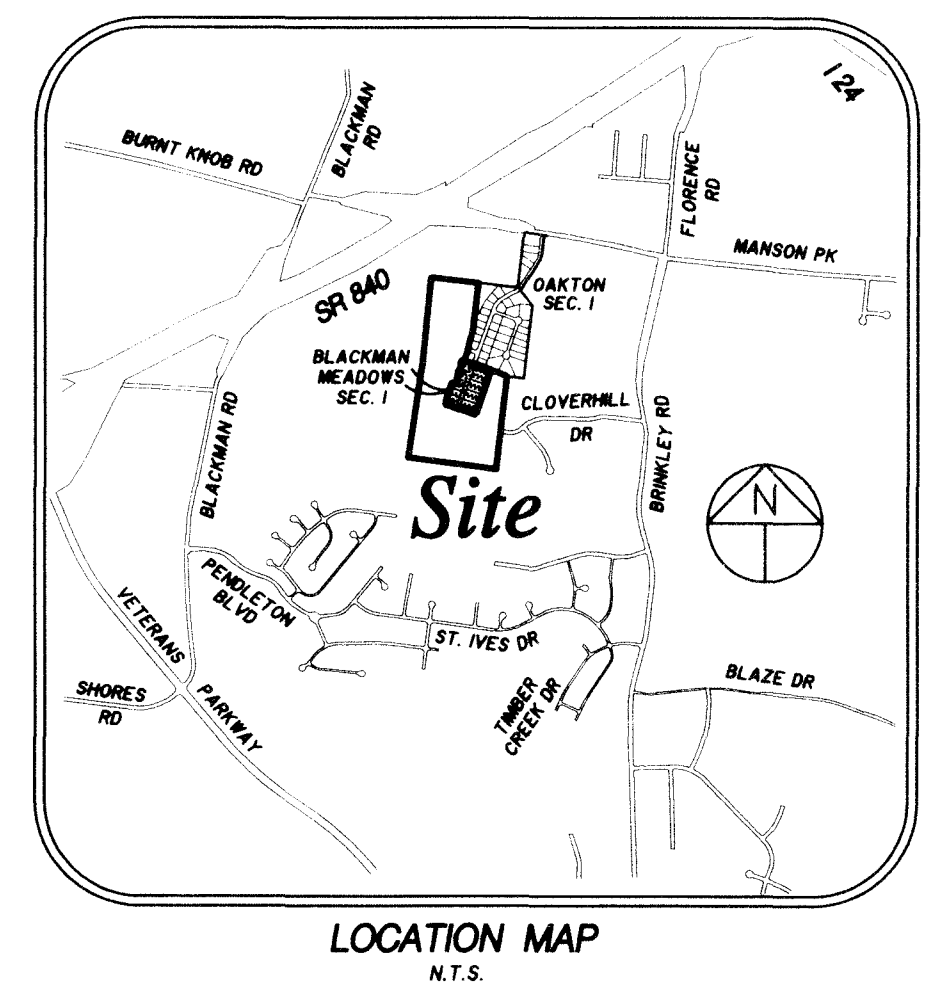 I 24
BLACKMAN
RD
BURNT KNOB RD
FLORENCE
RD
MANSON PK
OAKTON
SEC. I
SR 840
BLACKMAN
MEADOWS
SEC. I
CLOVERHILL
DR
BLACKMAN RD
BRINKLEY RD
Site
N
PENDLETON
BLVD
VETERANS
PARKWAY
ST. IVES DR
SHORES
RD
TIMBER
CREEK DR
BLAZE DR
LOCATION MAP
N.T.S.